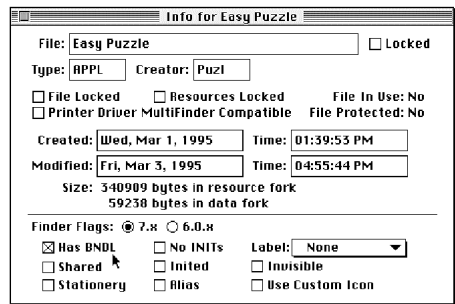 Info for Easy Puzzle
File: Easy Puzzle Locked
Type: APPL Creator: Puzl
File Locked Resources Locked File In Use: No
Printer Driver MultiFinder Compatible File Protected: No
Created: Wed, Mar 1, 1995 Time: 01:39:53 PM
Modified: Fri, Mar 3, 1995 Time: 04:55:44 PM
Size: 340909 bytes in resource fork
59238 bytes in data fork
Finder Flags: 7.x 6.0.x
Has BNDL No INITs Label: None
Shared Inited Invisible
Stationery Alias Use Custom Icon